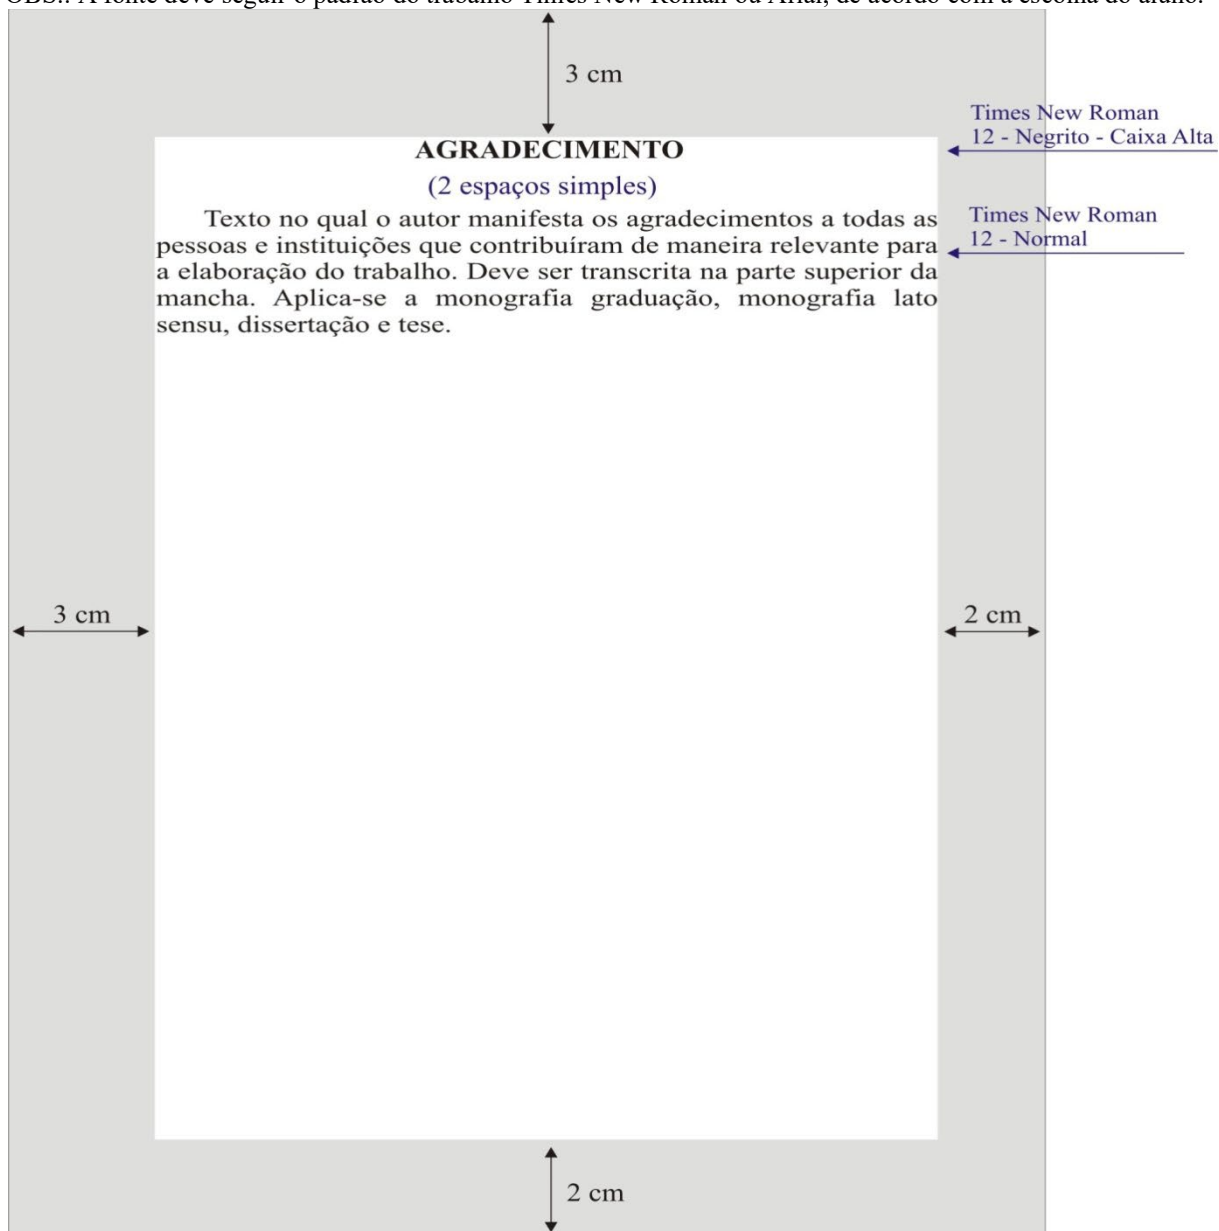 OBS.: A fonte deve seguir o padrão do trabalho Times New Roman ou Arial, de acordo com a escolha do aluno.
3 cm
Times New Roman
12 - Negrito - Caixa Alta
AGRADECIMENTO
(2 espaços simples)
Texto no qual o autor manifesta os agradecimentos a todas as
pessoas e instituições que contribuíram de maneira relevante para
a elaboração do trabalho. Deve ser transcrita na parte superior da
mancha. Aplica-se a monografia graduação, monografia lato
sensu, dissertação e tese.
Times New Roman
12 - Normal
3 cm
2 cm
2 cm